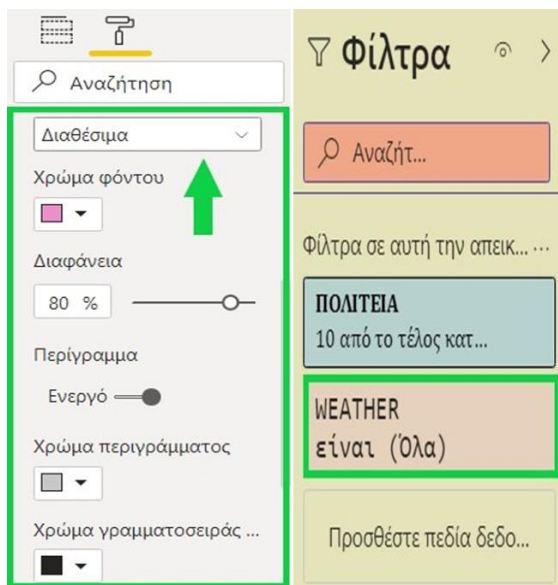 Αναζήτηση
Διαθέσιμα
Χρώμα φόντου
Διαφάνεια
80 %
Περίγραμμα
Ενεργό
Χρώμα περιγράμματος
Χρώμα γραμματοσειράς ...
Φίλτρα
Αναζήτ...
Φίλτρα σε αυτή την απεικ... ...
ΠΟΛΙΤΕΙΑ
10 από το τέλος κατ...
WEATHER
είναι (Όλα)
Προσθέστε πεδία δεδο...